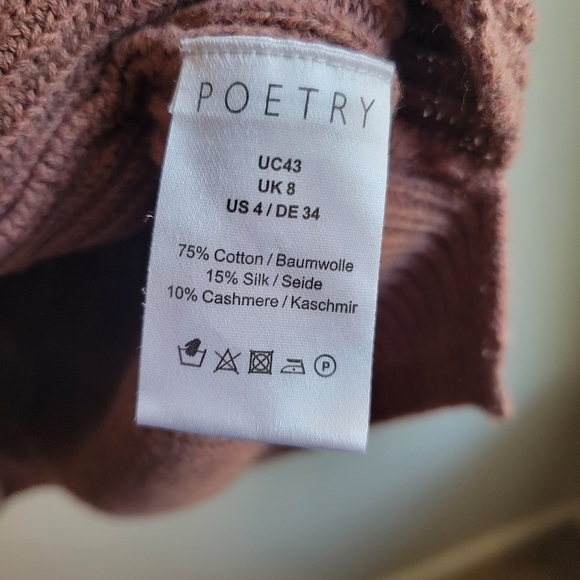 POETRY
UC43
UK 8
US 4 / DE 34
75% Cotton / Baumwolle
15% Silk / Seide
10% Cashmere / Kaschmir
P